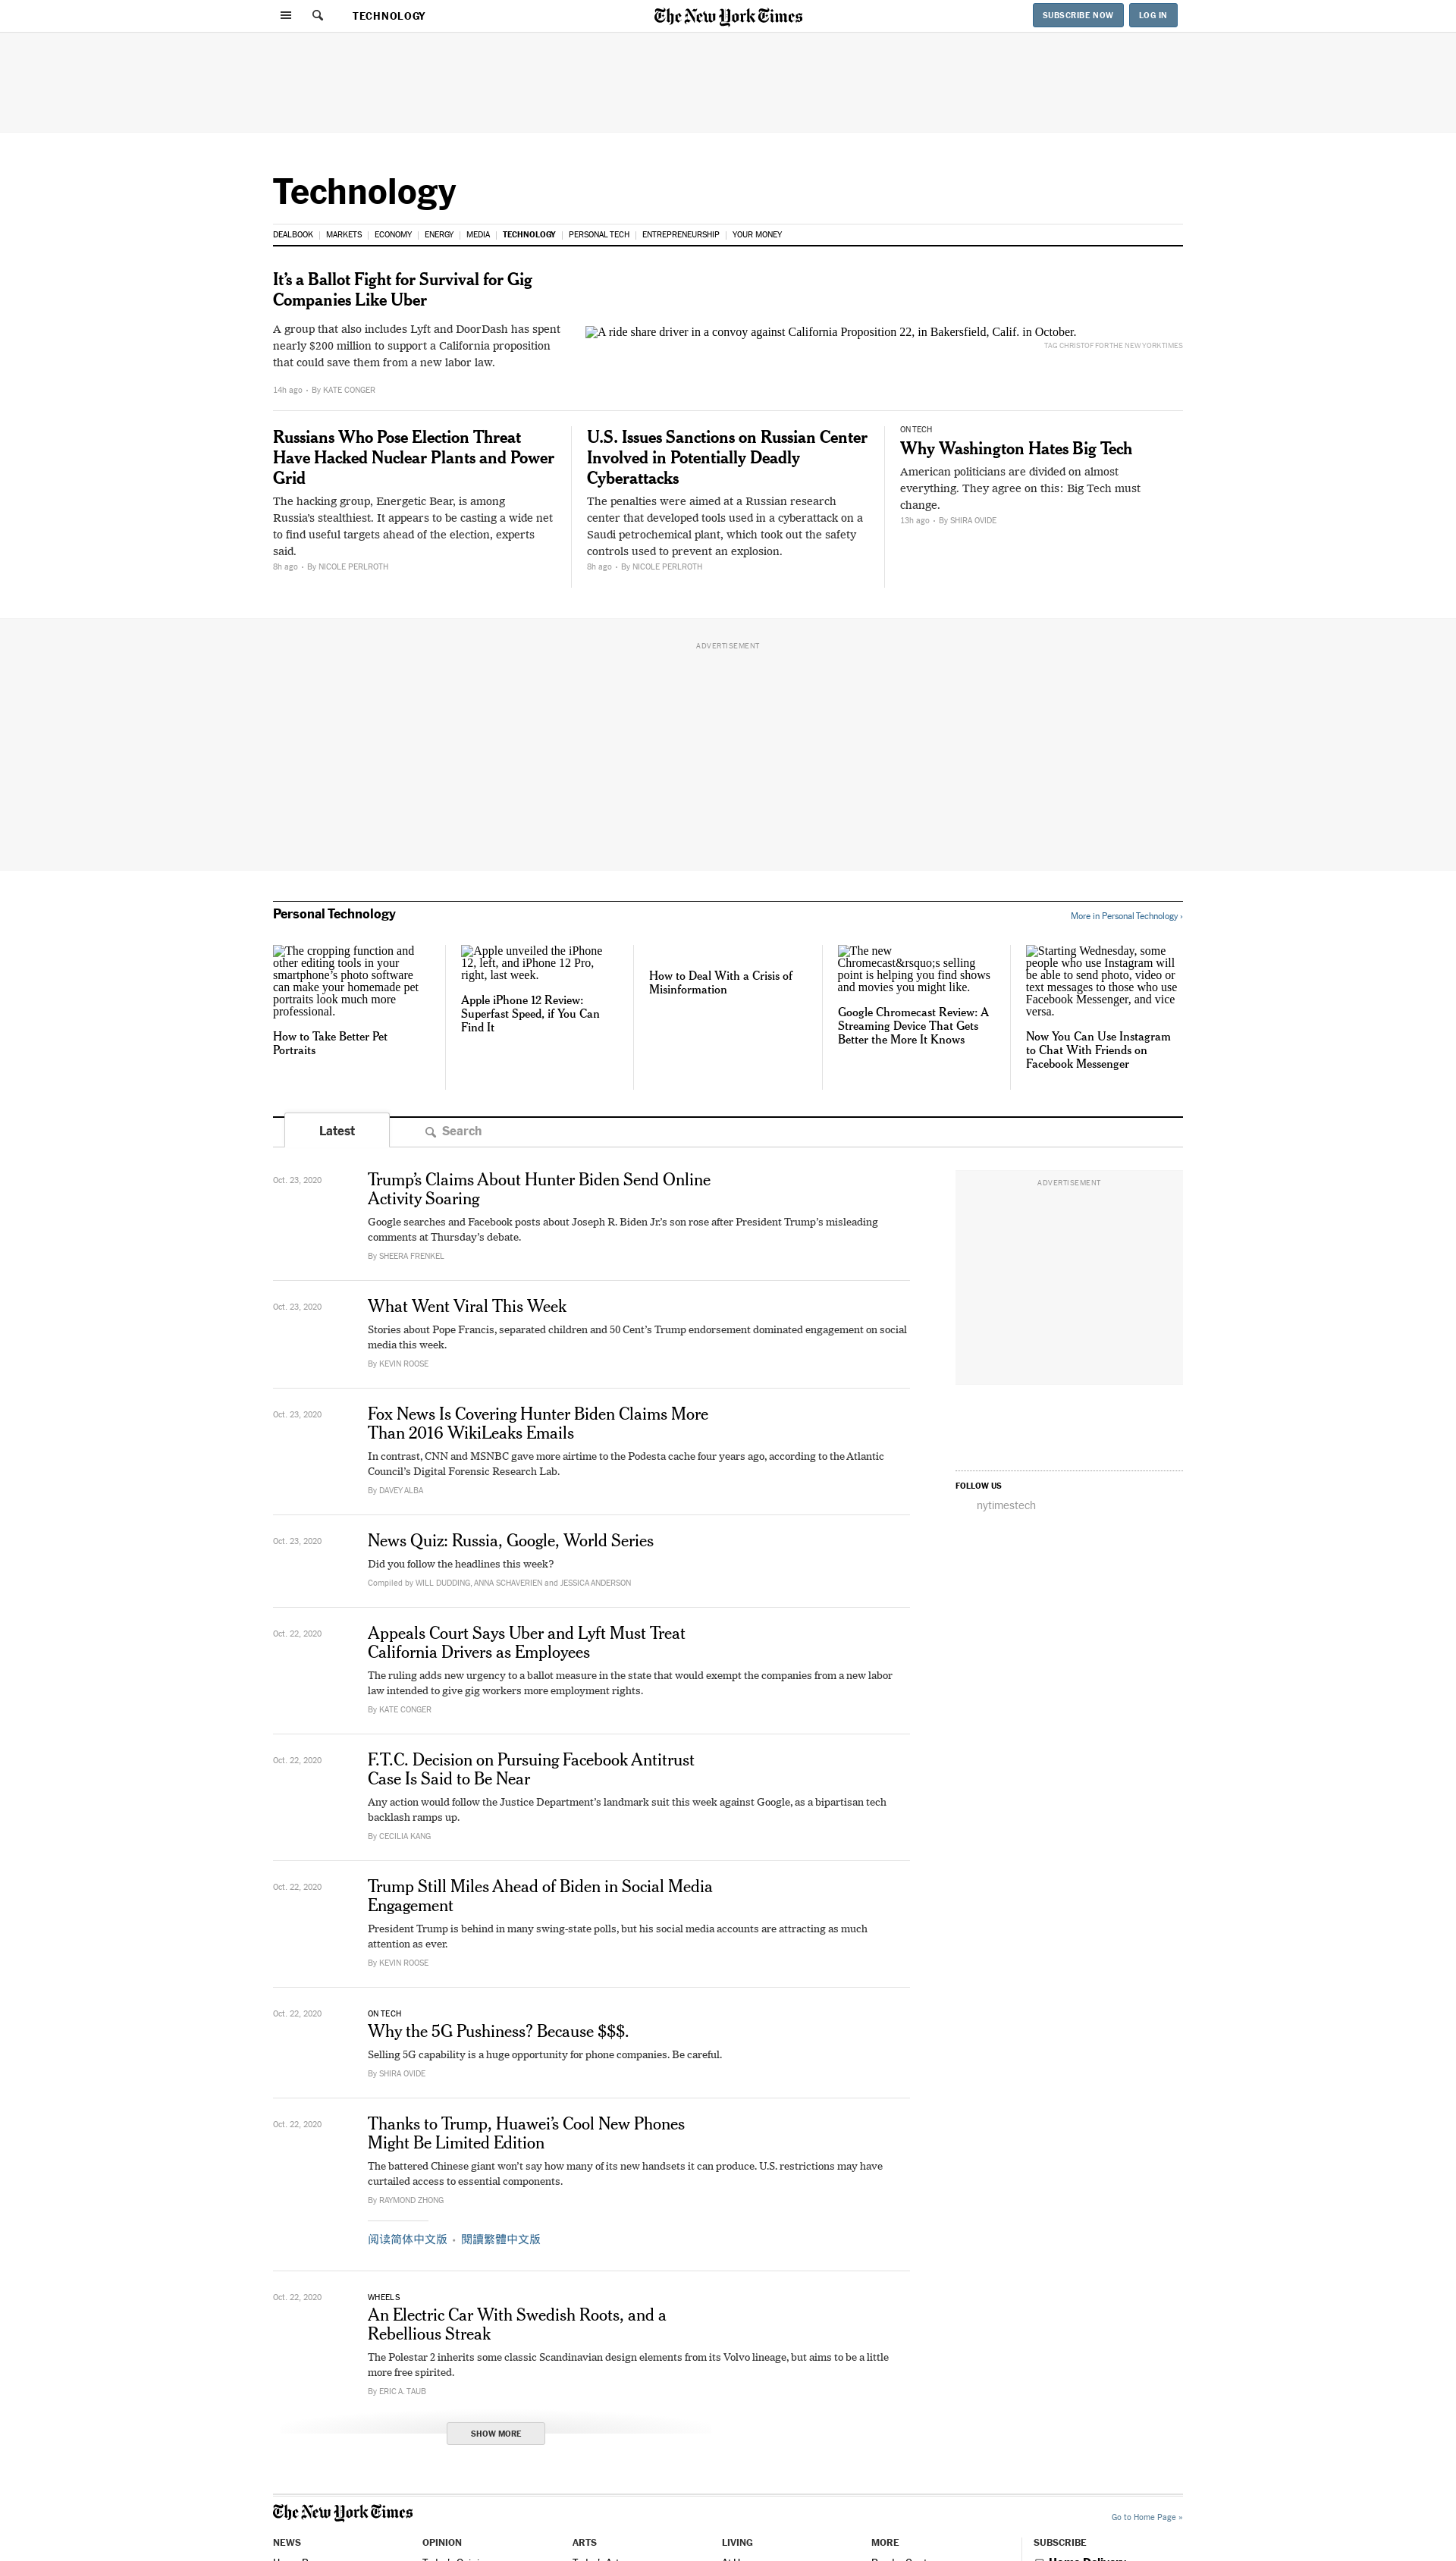 TECHNOLOGY
The New York Times
SUBSCRIBE NOW
LOG IN
Technology
DEALBOOK | MARKETS | ECONOMY | ENERGY | MEDIA | TECHNOLOGY | PERSONAL TECH | ENTREPRENEURSHIP | YOUR MONEY
It's a Ballot Fight for Survival for Gig
Companies Like Uber
A group that also includes Lyft and DoorDash has spent
nearly $200 million to support a California proposition
that could save them from a new labor law.
14h ago • By KATE CONGER
A ride share driver in a convoy against California Proposition 22, in Bakersfield, Calif. in October.
TAG CHRISTOF FOR THE NEW YORK TIMES
Russians Who Pose Election Threat
Have Hacked Nuclear Plants and Power
Grid
The hacking group, Energetic Bear, is among
Russia's stealthiest. It appears to be casting a wide net
to find useful targets ahead of the election, experts
said.
8h ago • By NICOLE PERLROTH
U.S. Issues Sanctions on Russian Center
Involved in Potentially Deadly
Cyberattacks
The penalties were aimed at a Russian research
center that developed tools used in a cyberattack on a
Saudi petrochemical plant, which took out the safety
controls used to prevent an explosion.
8h ago • By NICOLE PERLROTH
ON TECH
Why Washington Hates Big Tech
American politicians are divided on almost
everything. They agree on this: Big Tech must
change.
13h ago • By SHIRA OVIDE
ADVERTISEMENT
Personal Technology
More in Personal Technology ›
The cropping function and
other editing tools in your
smartphone's photo software
can make your homemade pet
portraits look much more
professional.
How to Take Better Pet
Portraits
Apple unveiled the iPhone
12, left, and iPhone 12 Pro,
right, last week.
Apple iPhone 12 Review:
Superfast Speed, if You Can
Find It
How to Deal With a Crisis of
Misinformation
The new
Chromecast&rsquo;s selling
point is helping you find shows
and movies you might like.
Google Chromecast Review: A
Streaming Device That Gets
Better the More It Knows
Starting Wednesday, some
people who use Instagram will
be able to send photo, video or
text messages to those who use
Facebook Messenger, and vice
versa.
Now You Can Use Instagram
to Chat With Friends on
Facebook Messenger
Latest
Search
Oct. 23, 2020
Trump's Claims About Hunter Biden Send Online
Activity Soaring
Google searches and Facebook posts about Joseph R. Biden Jr.'s son rose after President Trump's misleading
comments at Thursday's debate.
By SHEERA FRENKEL
ADVERTISEMENT
Oct. 23, 2020
What Went Viral This Week
Stories about Pope Francis, separated children and 50 Cent's Trump endorsement dominated engagement on social
media this week.
By KEVIN ROOSE
Oct. 23, 2020
Fox News Is Covering Hunter Biden Claims More
Than 2016 WikiLeaks Emails
In contrast, CNN and MSNBC gave more airtime to the Podesta cache four years ago, according to the Atlantic
Council's Digital Forensic Research Lab.
By DAVEY ALBA
FOLLOW US
nytimestech
Oct. 23, 2020
News Quiz: Russia, Google, World Series
Did you follow the headlines this week?
Compiled by WILL DUDDING, ANNA SCHAVERIEN and JESSICA ANDERSON
Oct. 22, 2020
Appeals Court Says Uber and Lyft Must Treat
California Drivers as Employees
The ruling adds new urgency to a ballot measure in the state that would exempt the companies from a new labor
law intended to give gig workers more employment rights.
By KATE CONGER
Oct. 22, 2020
F.T.C. Decision on Pursuing Facebook Antitrust
Case Is Said to Be Near
Any action would follow the Justice Department's landmark suit this week against Google, as a bipartisan tech
backlash ramps up.
By CECILIA KANG
Oct. 22, 2020
Trump Still Miles Ahead of Biden in Social Media
Engagement
President Trump is behind in many swing-state polls, but his social media accounts are attracting as much
attention as ever.
By KEVIN ROOSE
Oct. 22, 2020
ON TECH
Why the 5G Pushiness? Because $$$.
Selling 5G capability is a huge opportunity for phone companies. Be careful.
By SHIRA OVIDE
Oct. 22, 2020
Thanks to Trump, Huawei's Cool New Phones
Might Be Limited Edition
The battered Chinese giant won't say how many of its new handsets it can produce. U.S. restrictions may have
curtailed access to essential components.
By RAYMOND ZHONG
阅读简体中文版 • 閱讀繁體中文版
Oct. 22, 2020
WHEELS
An Electric Car With Swedish Roots, and a
Rebellious Streak
The Polestar 2 inherits some classic Scandinavian design elements from its Volvo lineage, but aims to be a little
more free spirited.
By ERIC A. TAUB
SHOW MORE
The New York Times
Go to Home Page »
NEWS
OPINION
ARTS
LIVING
MORE
SUBSCRIBE